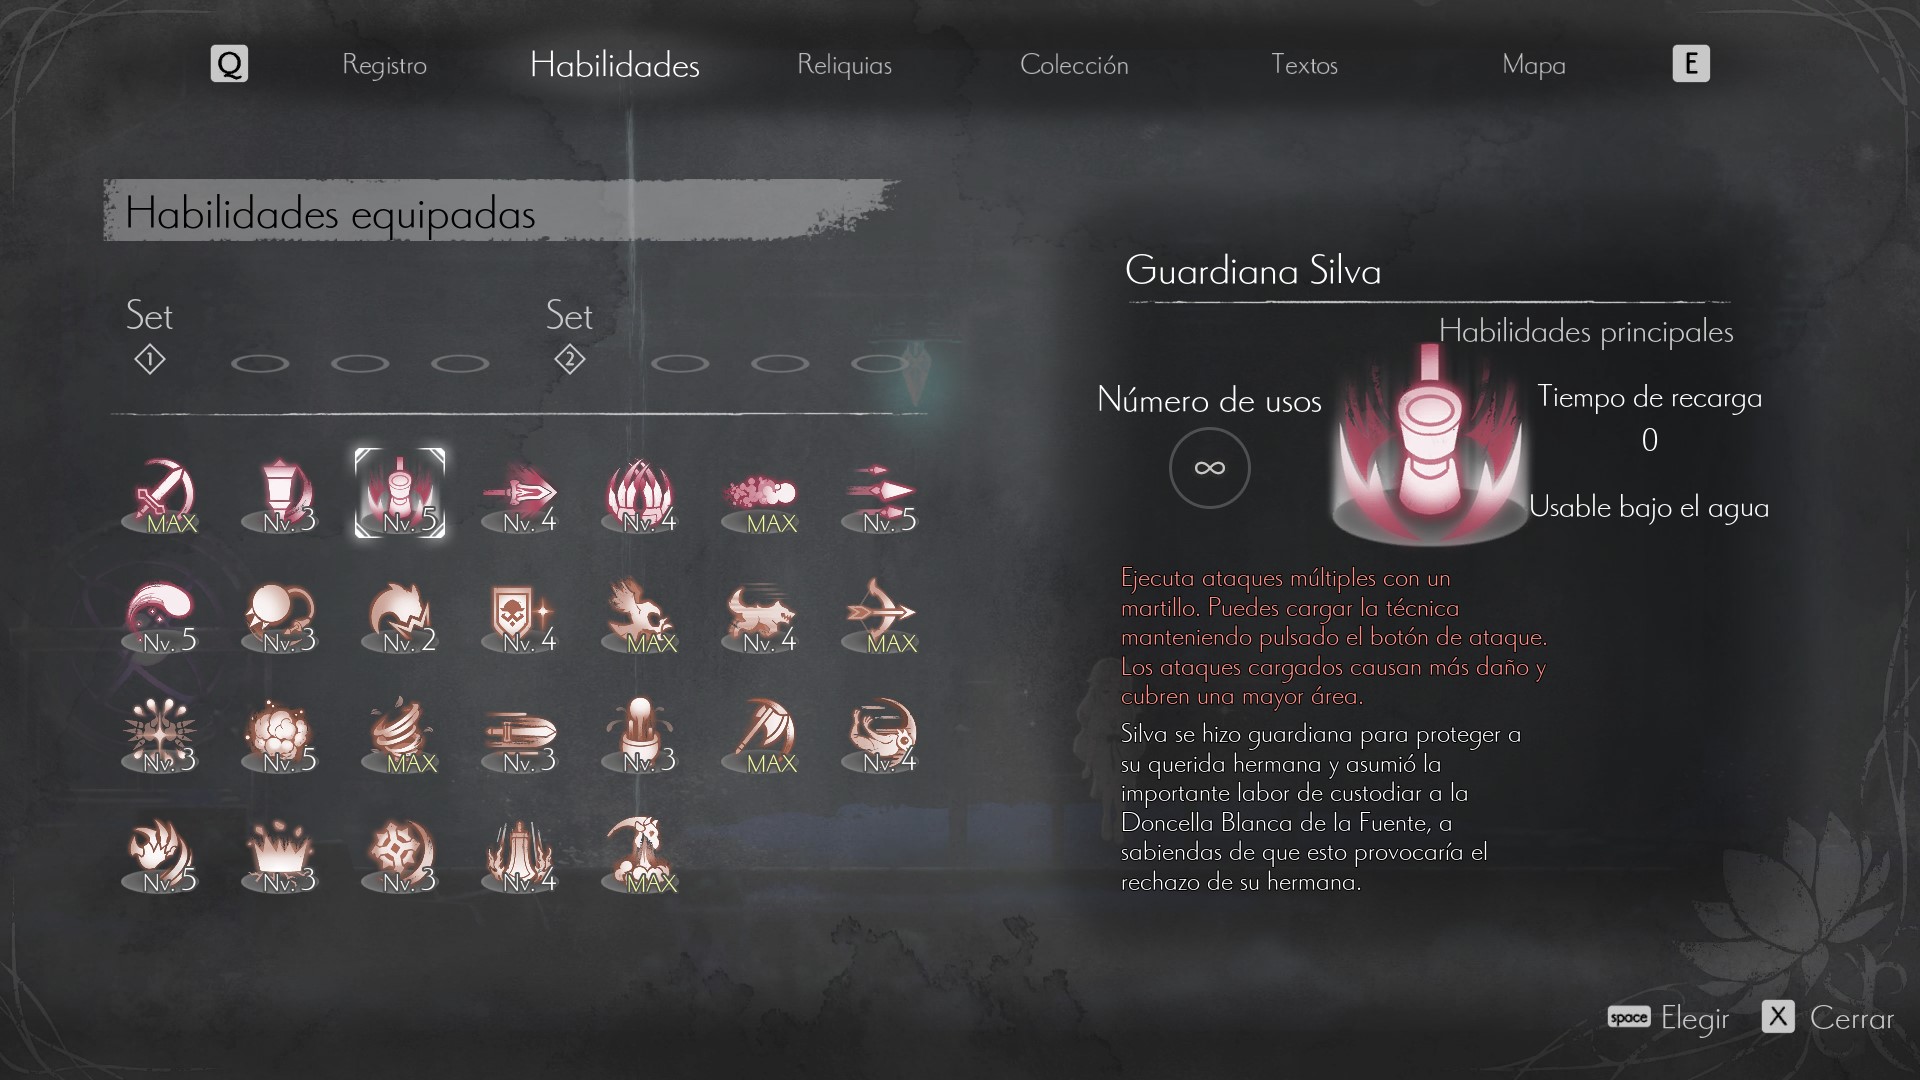 Q Registro Habilidades Reliquias Colección Textos Mapa E
Habilidades equipadas
Set Set
1 2
MAX Nv. 3 Nv. 5 Nv. 4 Nv. 4 MAX Nv. 5
Nv. 5 Nv. 3 Nv. 2 Nv. 4 MAX Nv. 4 MAX
Nv. 3 Nv. 5 MAX Nv. 3 Nv. 3 MAX Nv. 4
Nv. 5 Nv. 3 Nv. 3 Nv. 4 MAX
Guardiana Silva
Habilidades principales
Número de usos
∞
Tiempo de recarga
0
Usable bajo el agua
Ejecuta ataques múltiples con un
martillo. Puedes cargar la técnica
manteniendo pulsado el botón de ataque.
Los ataques cargados causan más daño y
cubren una mayor área.
Silva se hizo guardiana para proteger a
su querida hermana y asumió la
importante labor de custodiar a la
Doncella Blanca de la Fuente, a
sabiendas de que esto provocaría el
rechazo de su hermana.
space Elegir X Cerrar